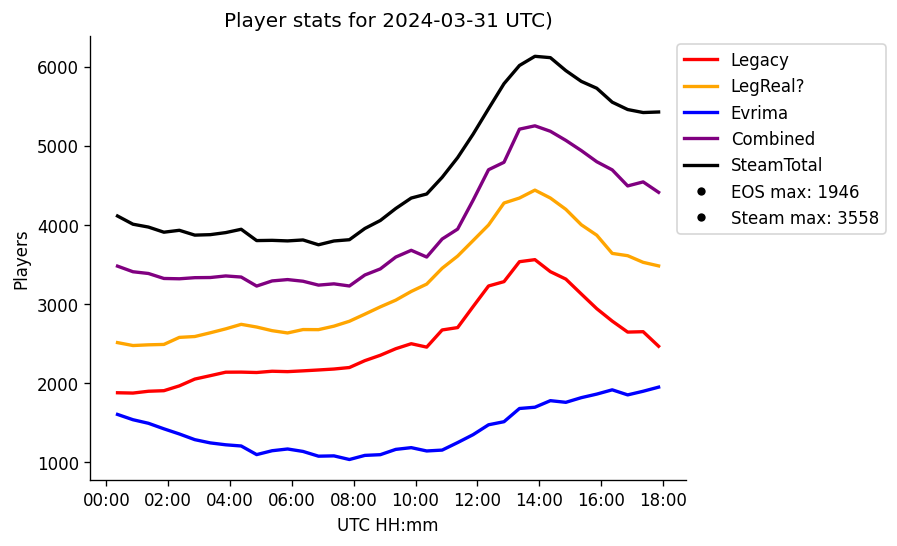 Player stats for 2024-03-31 UTC)
6000
5000
4000
3000
2000
1000
Players
00:00 02:00 04:00 06:00 08:00 10:00 12:00 14:00 16:00 18:00
UTC HH:mm
Legacy
LegReal?
Evrima
Combined
SteamTotal
EOS max: 1946
Steam max: 3558